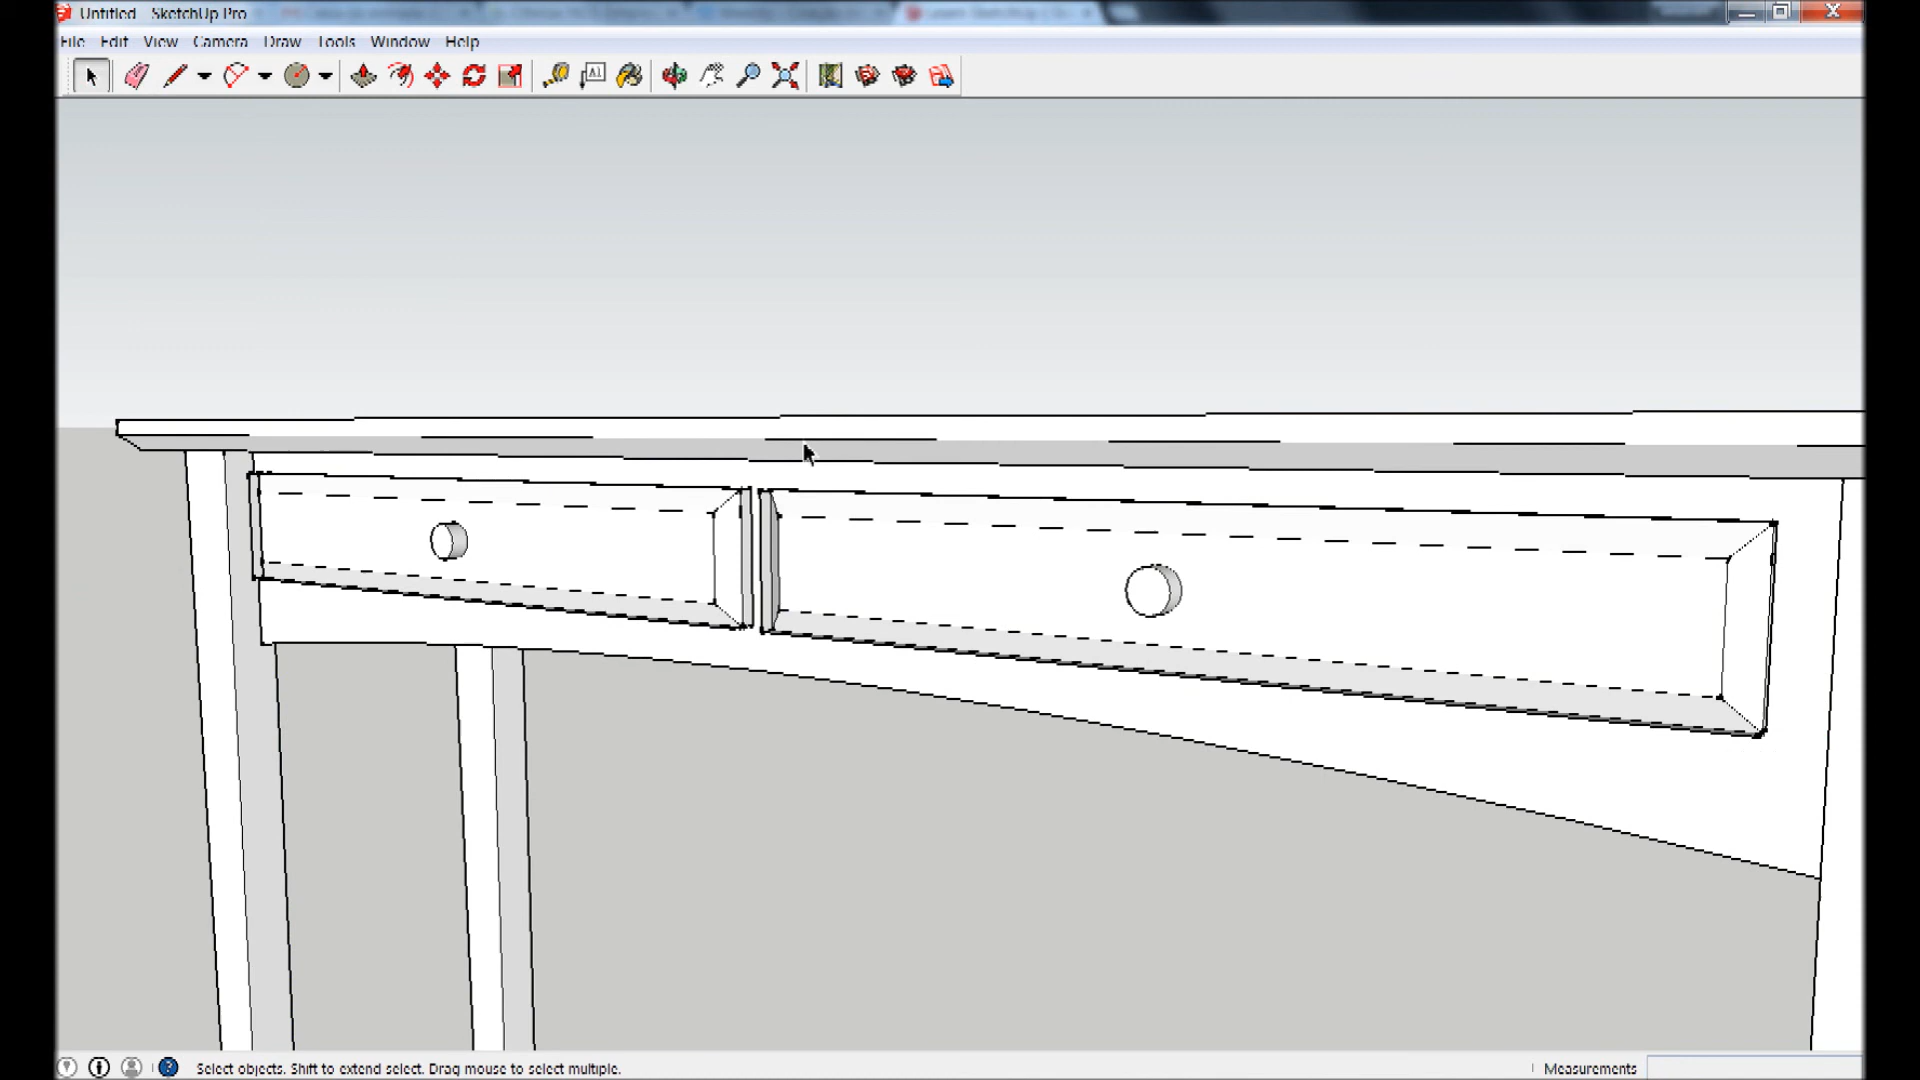 Untitled - SketchUp Pro
File Edit View Camera Draw Tools Window Help
A1
Select objects. Shift to extend select. Drag mouse to select multiple.
Measurements